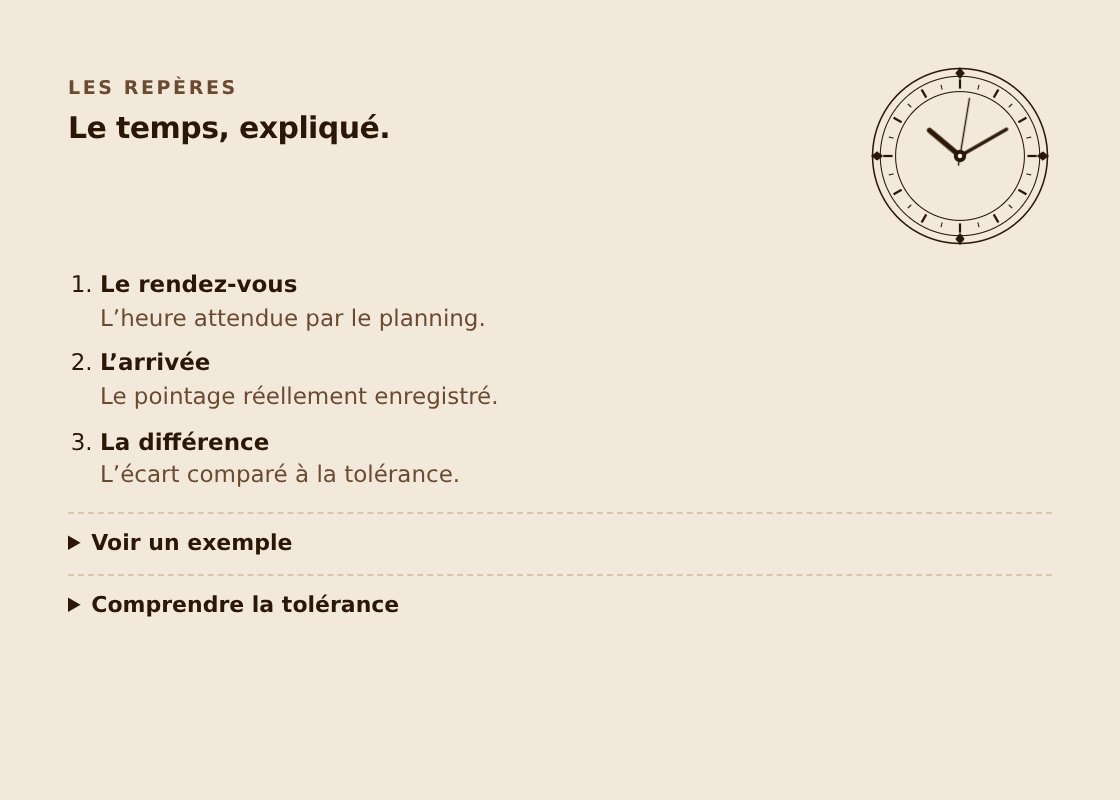 LES REPÈRES
Le temps, expliqué.
1. Le rendez-vous
L’heure attendue par le planning.
2. L’arrivée
Le pointage réellement enregistré.
3. La différence
L’écart comparé à la tolérance.
Voir un exemple
Comprendre la tolérance